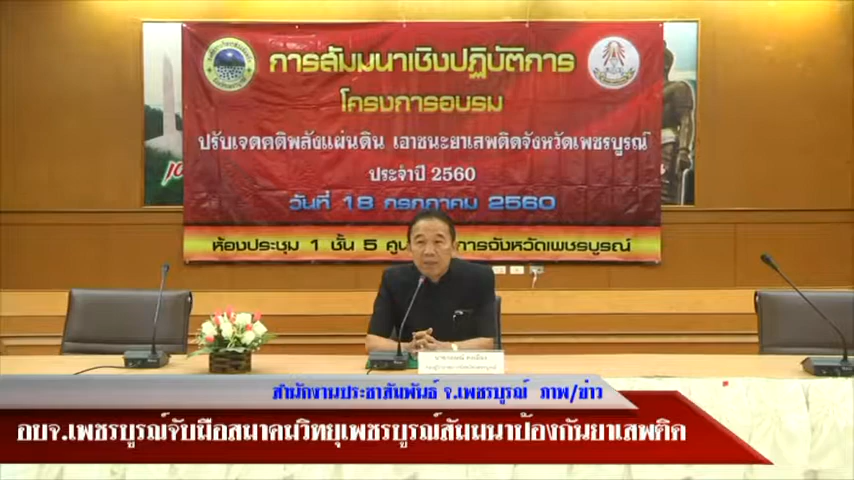 การสัมมนาเชิงปฏิบัติการ
โครงการอบรม
ปรับเจตคติพลังแผ่นดิน เอาชนะยาเสพติดจังหวัดเพชรบูรณ์
ประจำปี 2560
วันที่ 18 กรกฎาคม 2560
ห้องประชุม 1 ชั้น 5 ศูน การจังหวัดเพชรบูรณ์
สำนักงานประชาสัมพันธ์ จ.เพชรบูรณ์ ภาพ/ข่าว
อบจ.เพชรบูรณ์จับมือสมาคมวิทยุเพชรบูรณ์สัมมนาป้องกันยาเสพติด